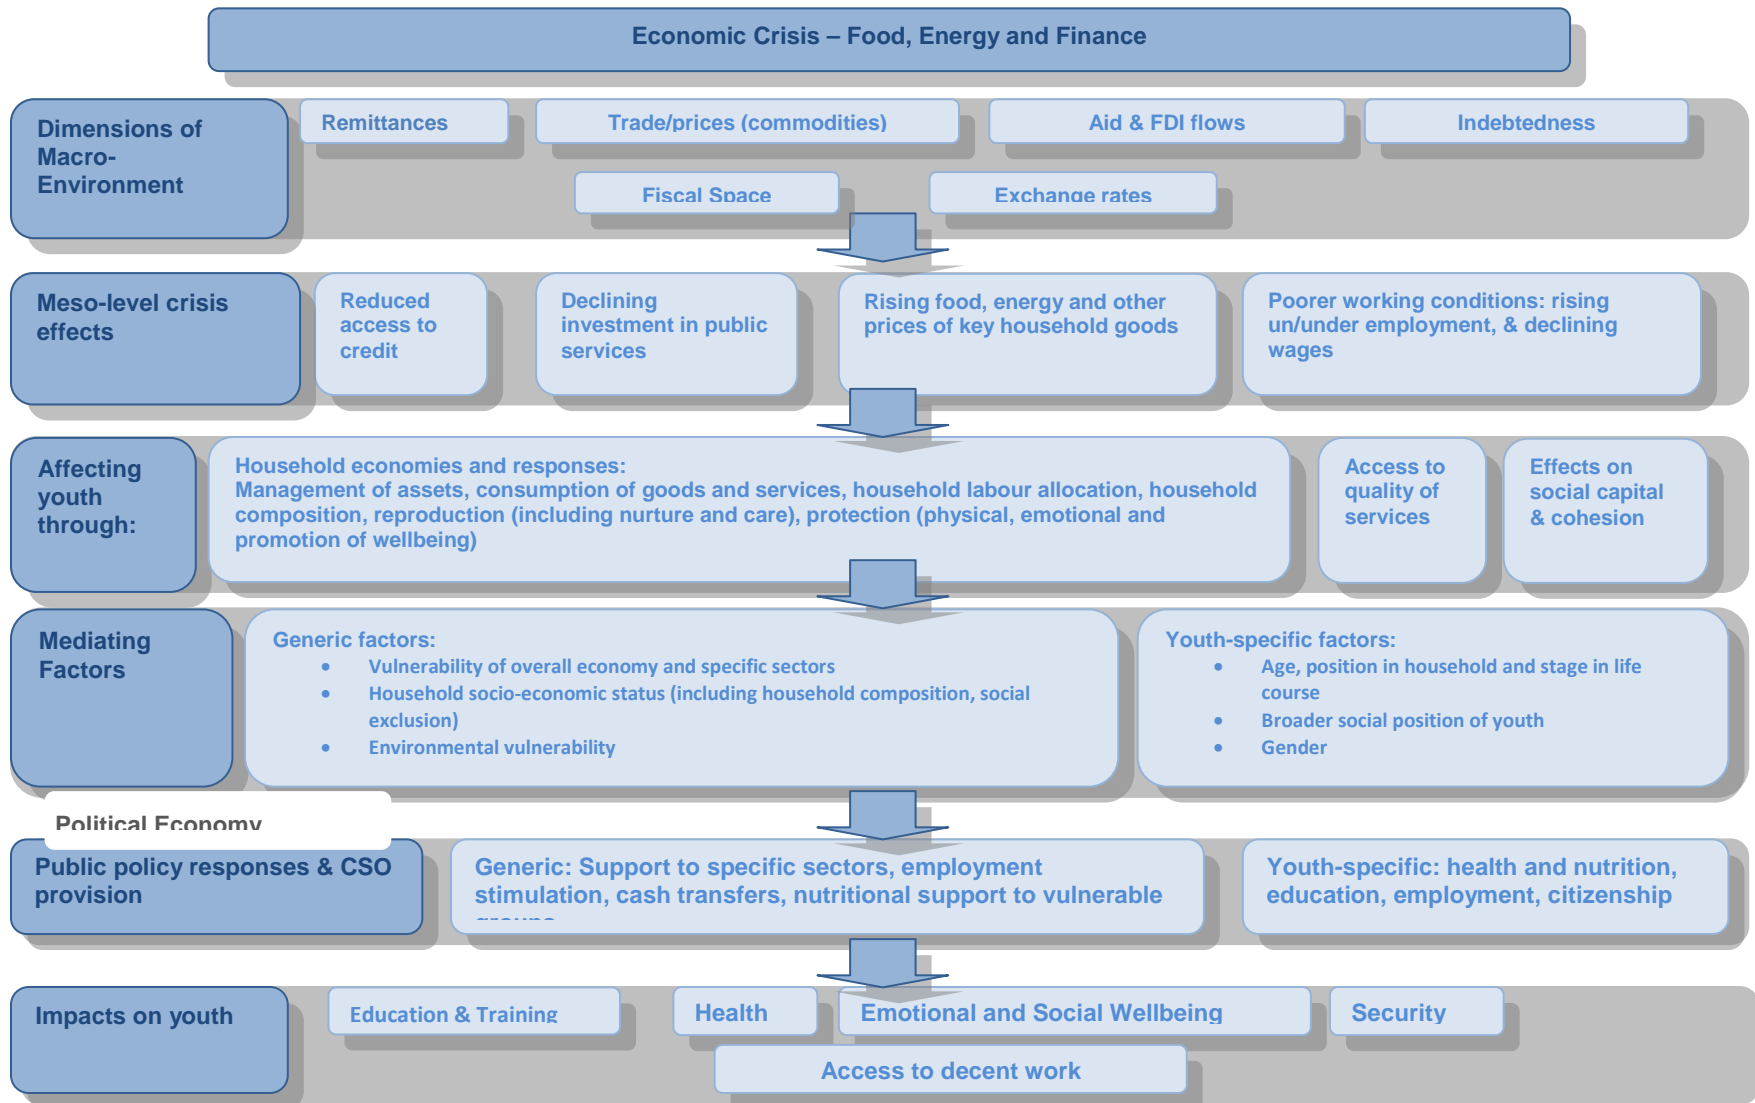 Economic Crisis – Food, Energy and Finance
Dimensions of
Macro-
Environment
Remittances
Trade/prices (commodities)
Aid & FDI flows
Indebtedness
Fiscal Space
Exchange rates
Meso-level crisis
effects
Reduced
access to
credit
Declining
investment in public
services
Rising food, energy and other
prices of key household goods
Poorer working conditions: rising
un/under employment, & declining
wages
Affecting
youth
through:
Household economies and responses:
Management of assets, consumption of goods and services, household labour allocation, household
composition, reproduction (including nurture and care), protection (physical, emotional and
promotion of wellbeing)
Access to
quality of
services
Effects on
social capital
& cohesion
Mediating
Factors
Generic factors:
• Vulnerability of overall economy and specific sectors
• Household socio-economic status (including household composition, social
exclusion)
• Environmental vulnerability
Youth-specific factors:
• Age, position in household and stage in life
course
• Broader social position of youth
• Gender
Political Economy
Public policy responses & CSO
provision
Generic: Support to specific sectors, employment
stimulation, cash transfers, nutritional support to vulnerable
Youth-specific: health and nutrition,
education, employment, citizenship
Impacts on youth
Education & Training
Health
Emotional and Social Wellbeing
Security
Access to decent work